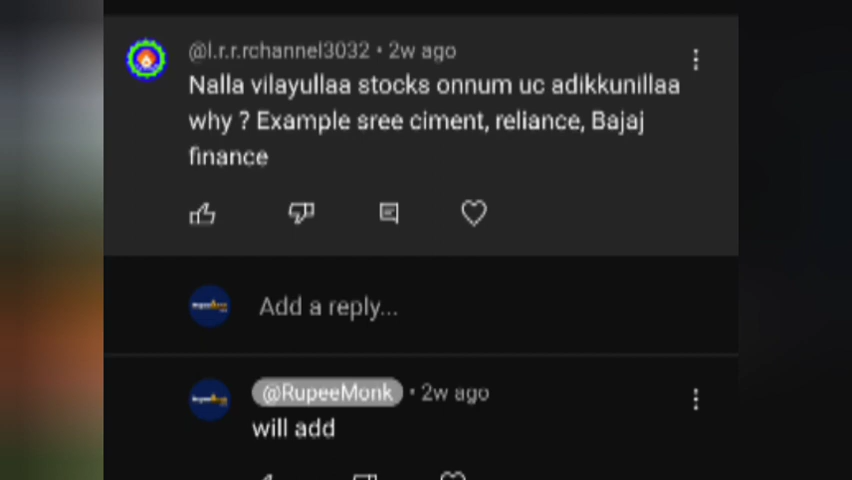 @l.r.r.rchannel3032 • 2w ago
Nalla vilayullaa stocks onnum uc adikkunillaa
why ? Example sree ciment, reliance, Bajaj
finance
Add a reply...
@RupeeMonk • 2w ago
will add